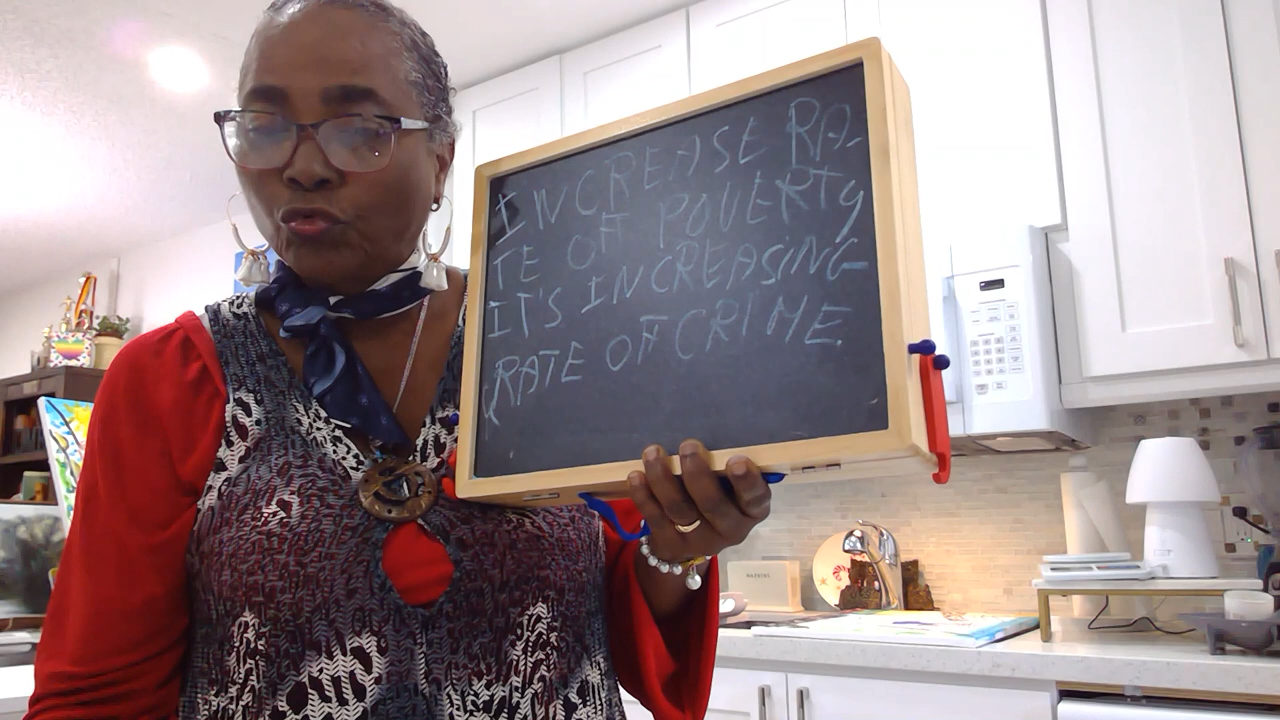 INCREASE RA-
TE OF POVERTY
IT'S INCREASING
RATE OF CRIME.